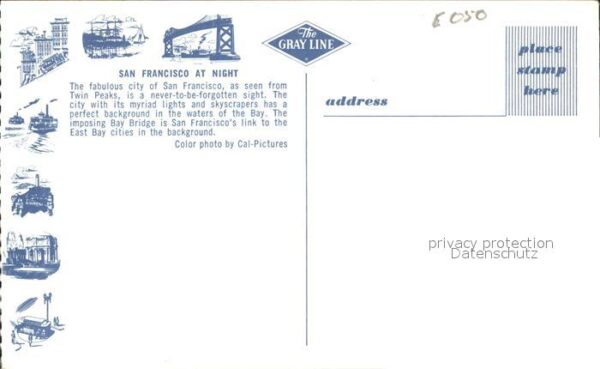 The
GRAY LINE
E 050
place
stamp
here
address
SAN FRANCISCO AT NIGHT
The fabulous city of San Francisco, as seen from
Twin Peaks, is a never-to-be-forgotten sight. The
city with its myriad lights and skyscrapers has a
perfect background in the waters of the Bay. The
imposing Bay Bridge is San Francisco's link to the
East Bay cities in the background.
Color photo by Cal-Pictures
privacy protection
Datenschutz